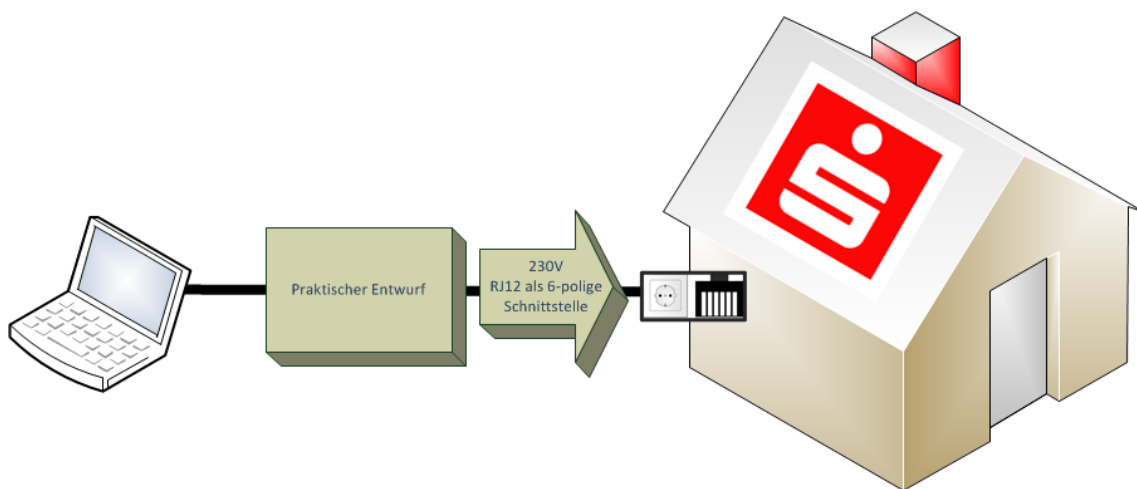 Praktischer Entwurf
230V
RJ12 als 6-polige
Schnittstelle